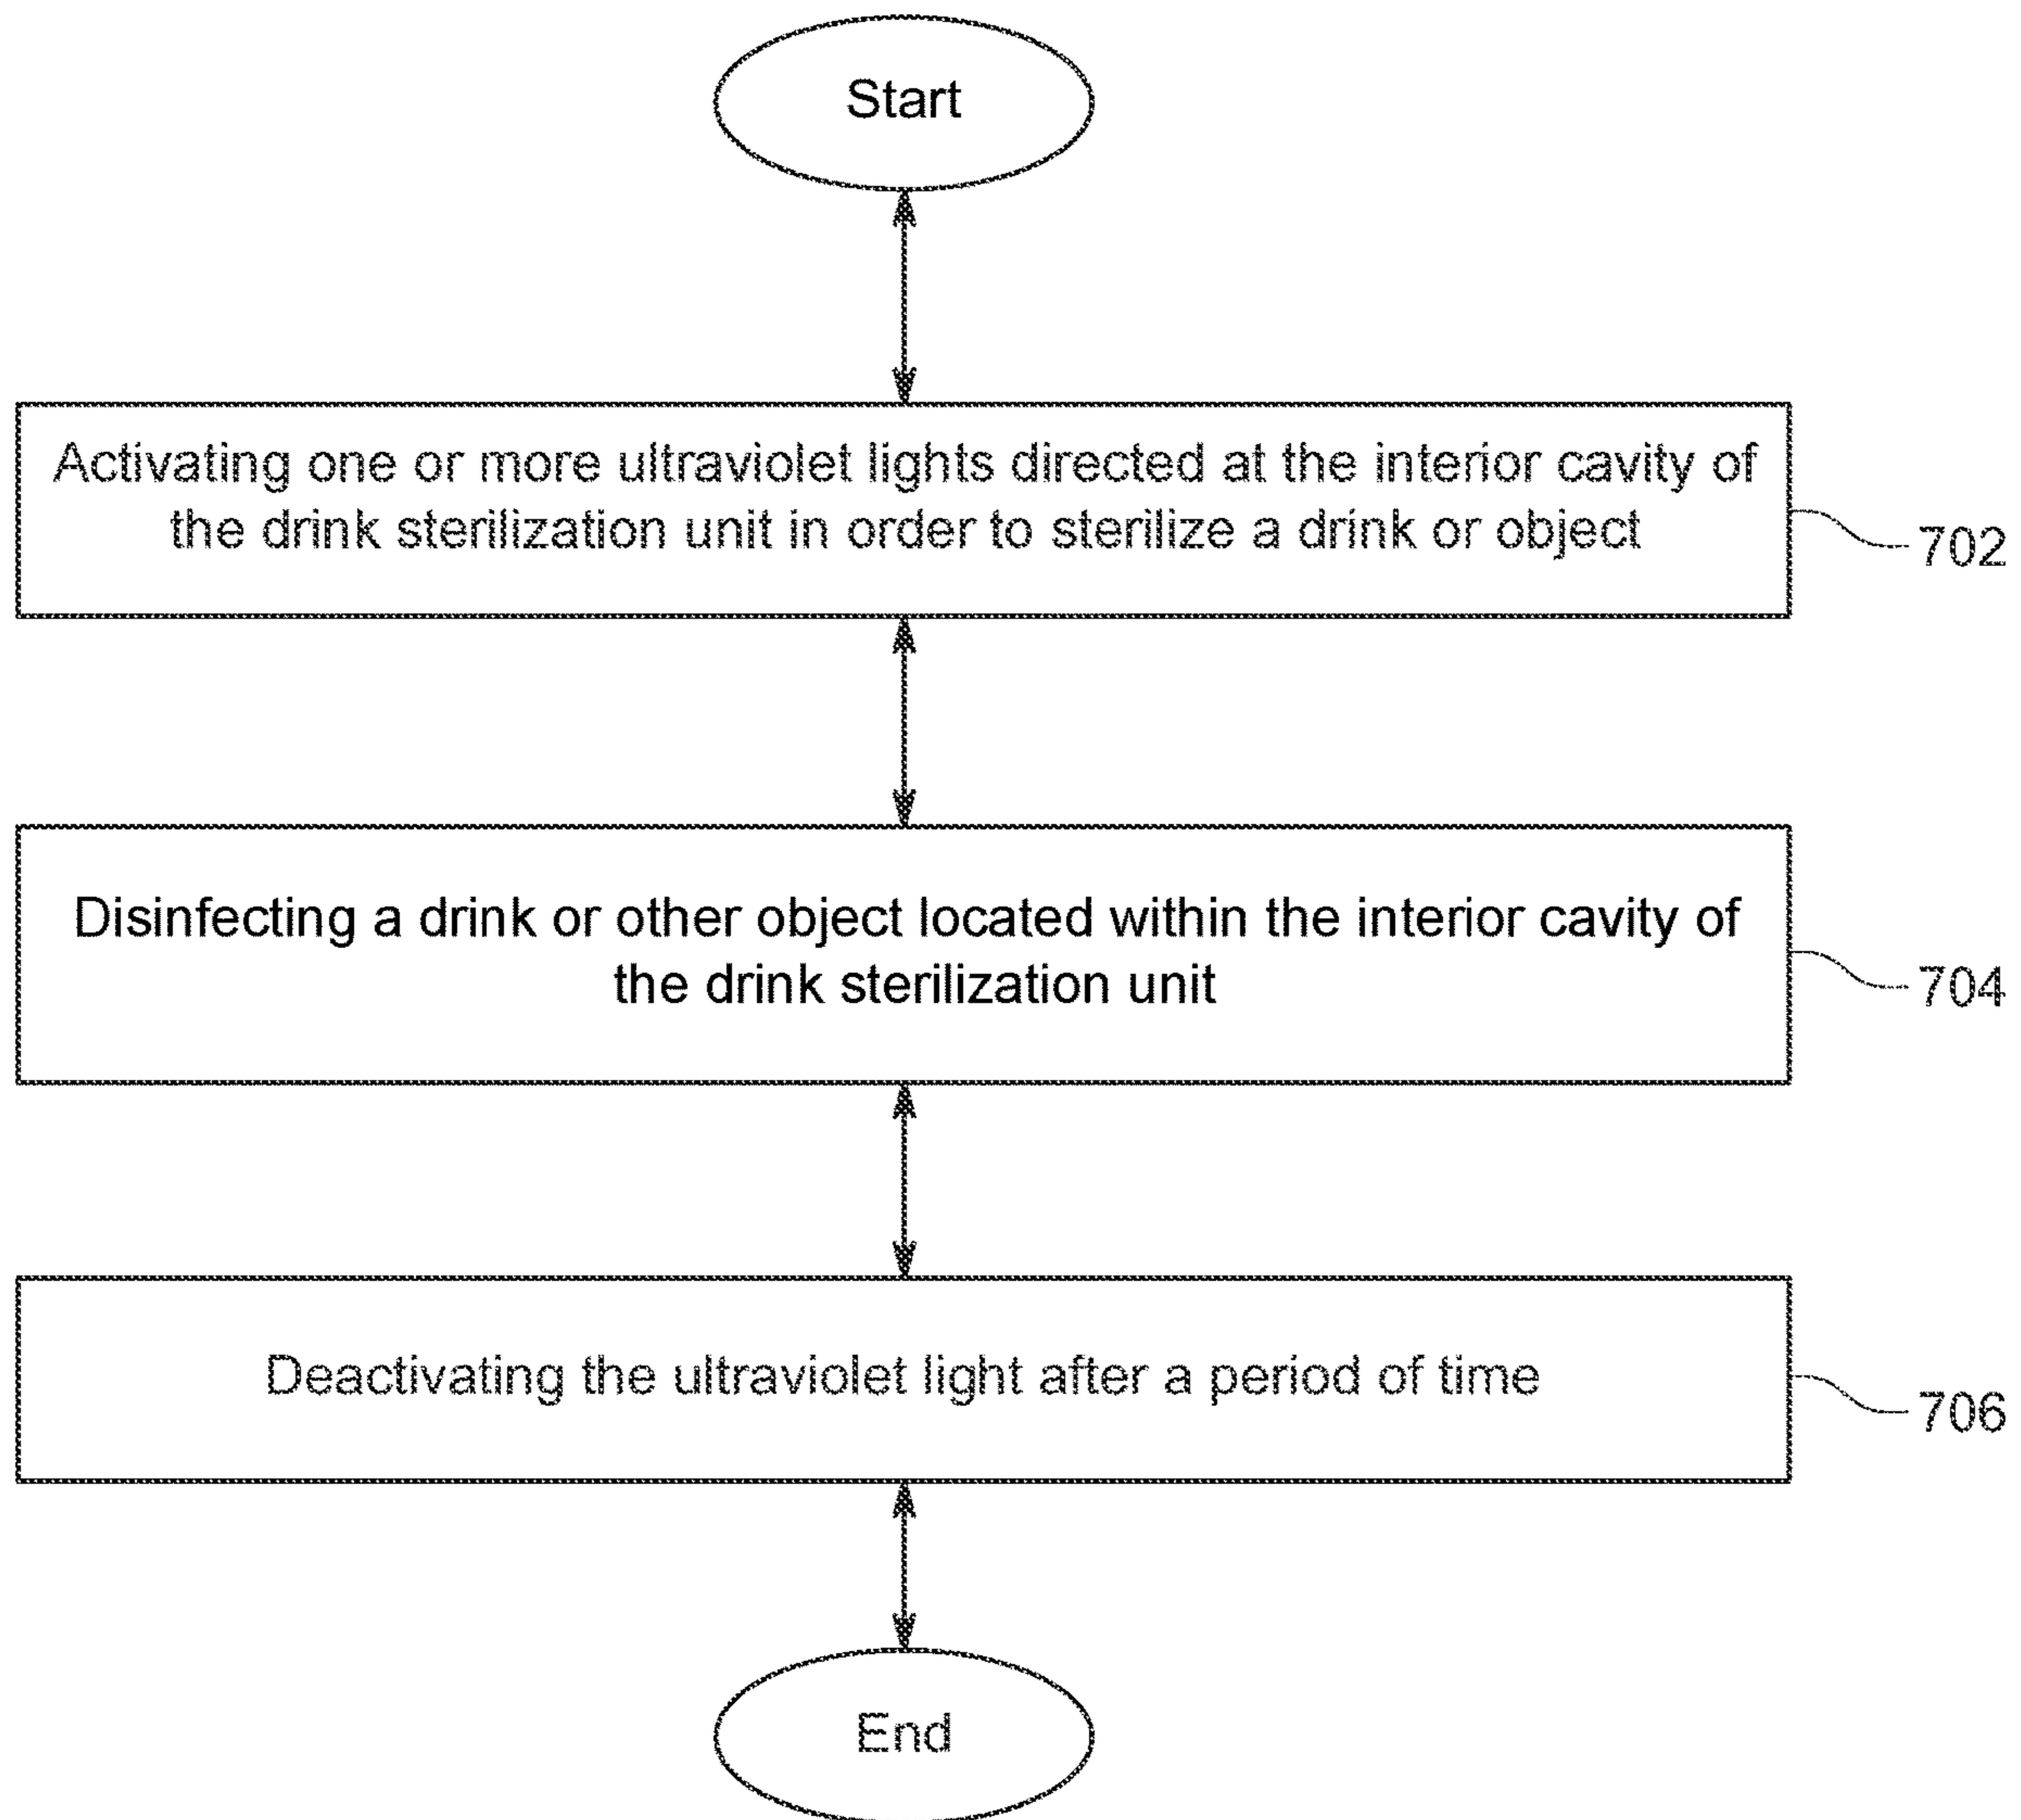 Start
Activating one or more ultraviolet lights directed at the interior cavity of
the drink sterilization unit in order to sterilize a drink or object
702
Disinfecting a drink or other object located within the interior cavity of
the drink sterilization unit
704
Deactivating the ultraviolet light after a period of time
706
End